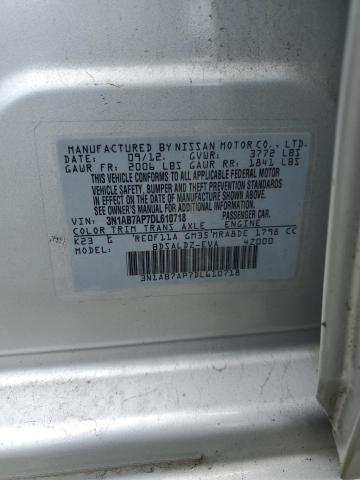 MANUFACTURED BY NISSAN MOTOR CO., LTD.
DATE: 09/12. GVWR: 3772 LBS
GAWR FR: 2006 LBS GAWR RR: 1841 LBS
THIS VEHICLE CONFORMS TO ALL APPLICABLE FEDERAL MOTOR
VEHICLE SAFETY, BUMPER AND THEFT PREVENTION STANDARDS
IN EFFECT ON THE DATE OF MANUFACTURE SHOWN ABOVE.
SEE OWNER'S MANUAL FOR ADDITIONAL INFORMATION.
VIN: 3N1AB7AP7DL610718 PASSENGER CAR
COLOR TRIM TRANS AXLE ENGINE
K23 G RE0F11A GM35 MRA8DE 1798 CC
MODEL: BDSALDZ-EVA 47000
3N1AB7AP7DL610718